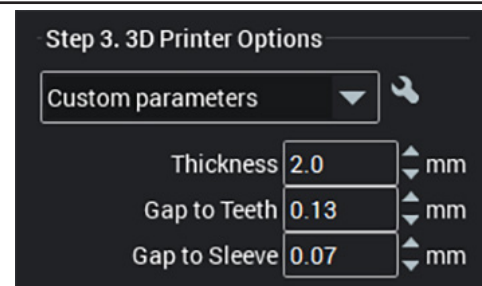 Step 3. 3D Printer Options
Custom parameters
Thickness 2.0 mm
Gap to Teeth 0.13 mm
Gap to Sleeve 0.07 mm